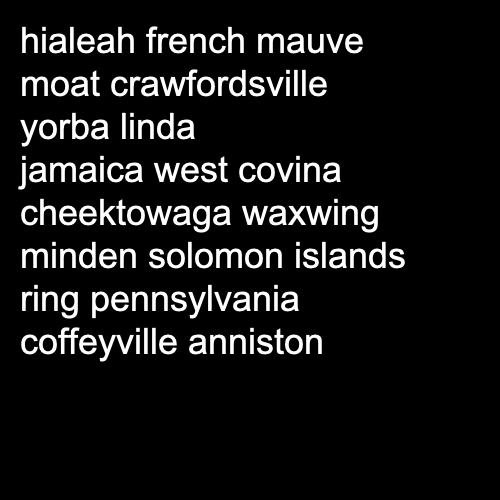 hialeah french mauve
moat crawfordsville
yorba linda
jamaica west covina
cheektowaga waxwing
minden solomon islands
ring pennsylvania
coffeyville anniston